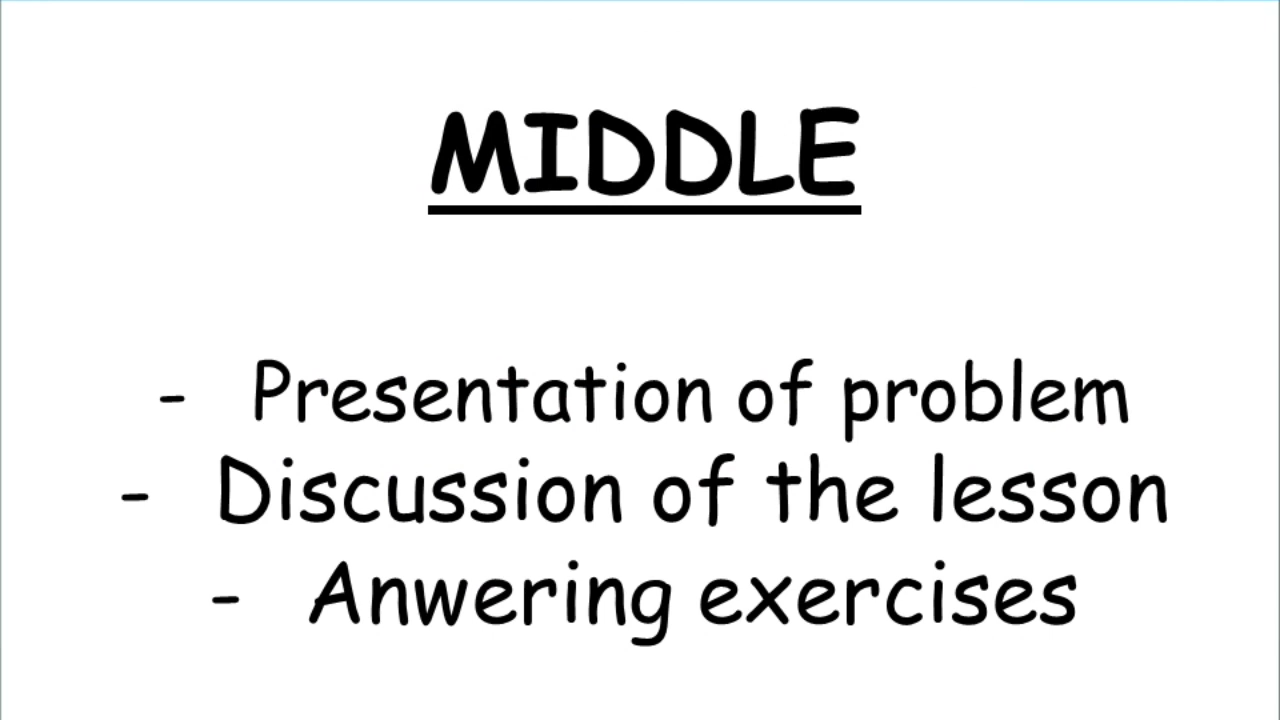 MIDDLE
- Presentation of problem
- Discussion of the lesson
- Anwering exercises